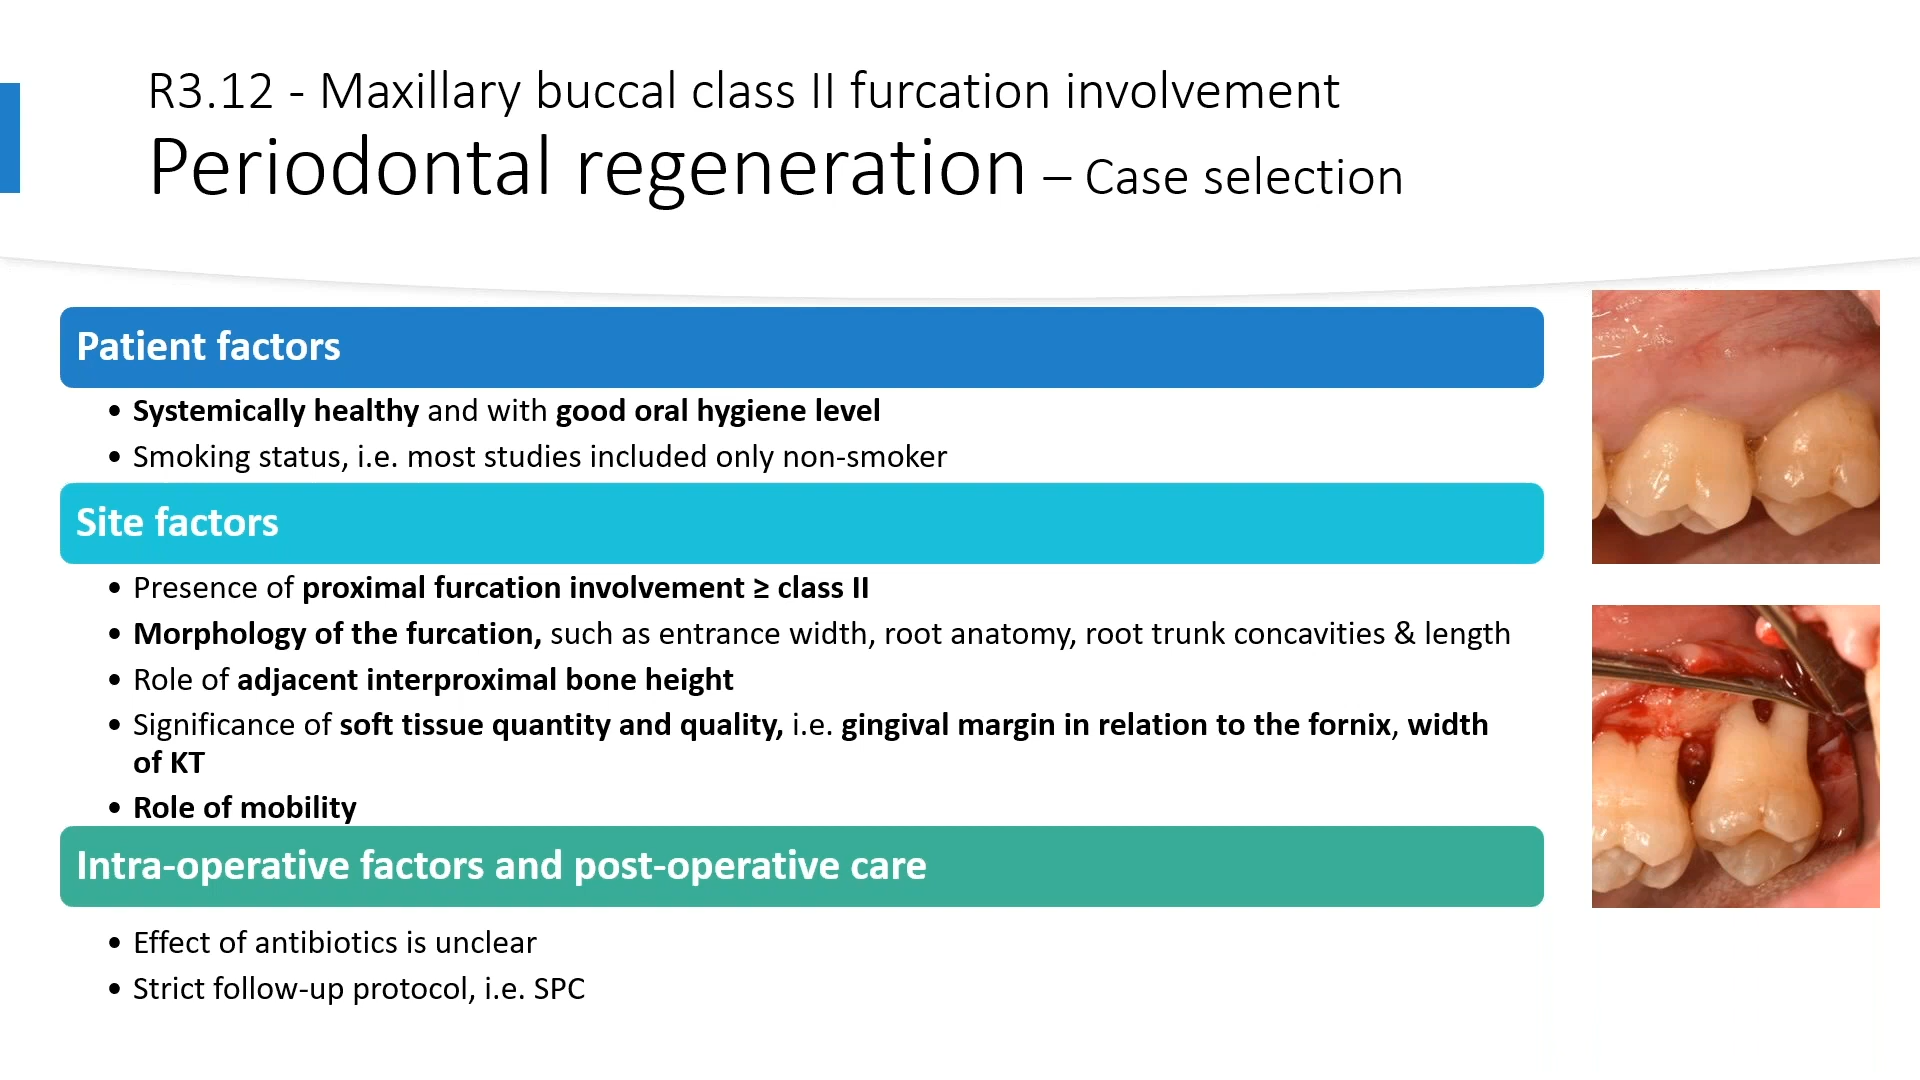 R3.12 - Maxillary buccal class II furcation involvement
Periodontal regeneration – Case selection
Patient factors
• Systemically healthy and with good oral hygiene level
• Smoking status, i.e. most studies included only non-smoker
Site factors
• Presence of proximal furcation involvement ≥ class II
• Morphology of the furcation, such as entrance width, root anatomy, root trunk concavities & length
• Role of adjacent interproximal bone height
• Significance of soft tissue quantity and quality, i.e. gingival margin in relation to the fornix, width
of KT
• Role of mobility
Intra-operative factors and post-operative care
• Effect of antibiotics is unclear
• Strict follow-up protocol, i.e. SPC